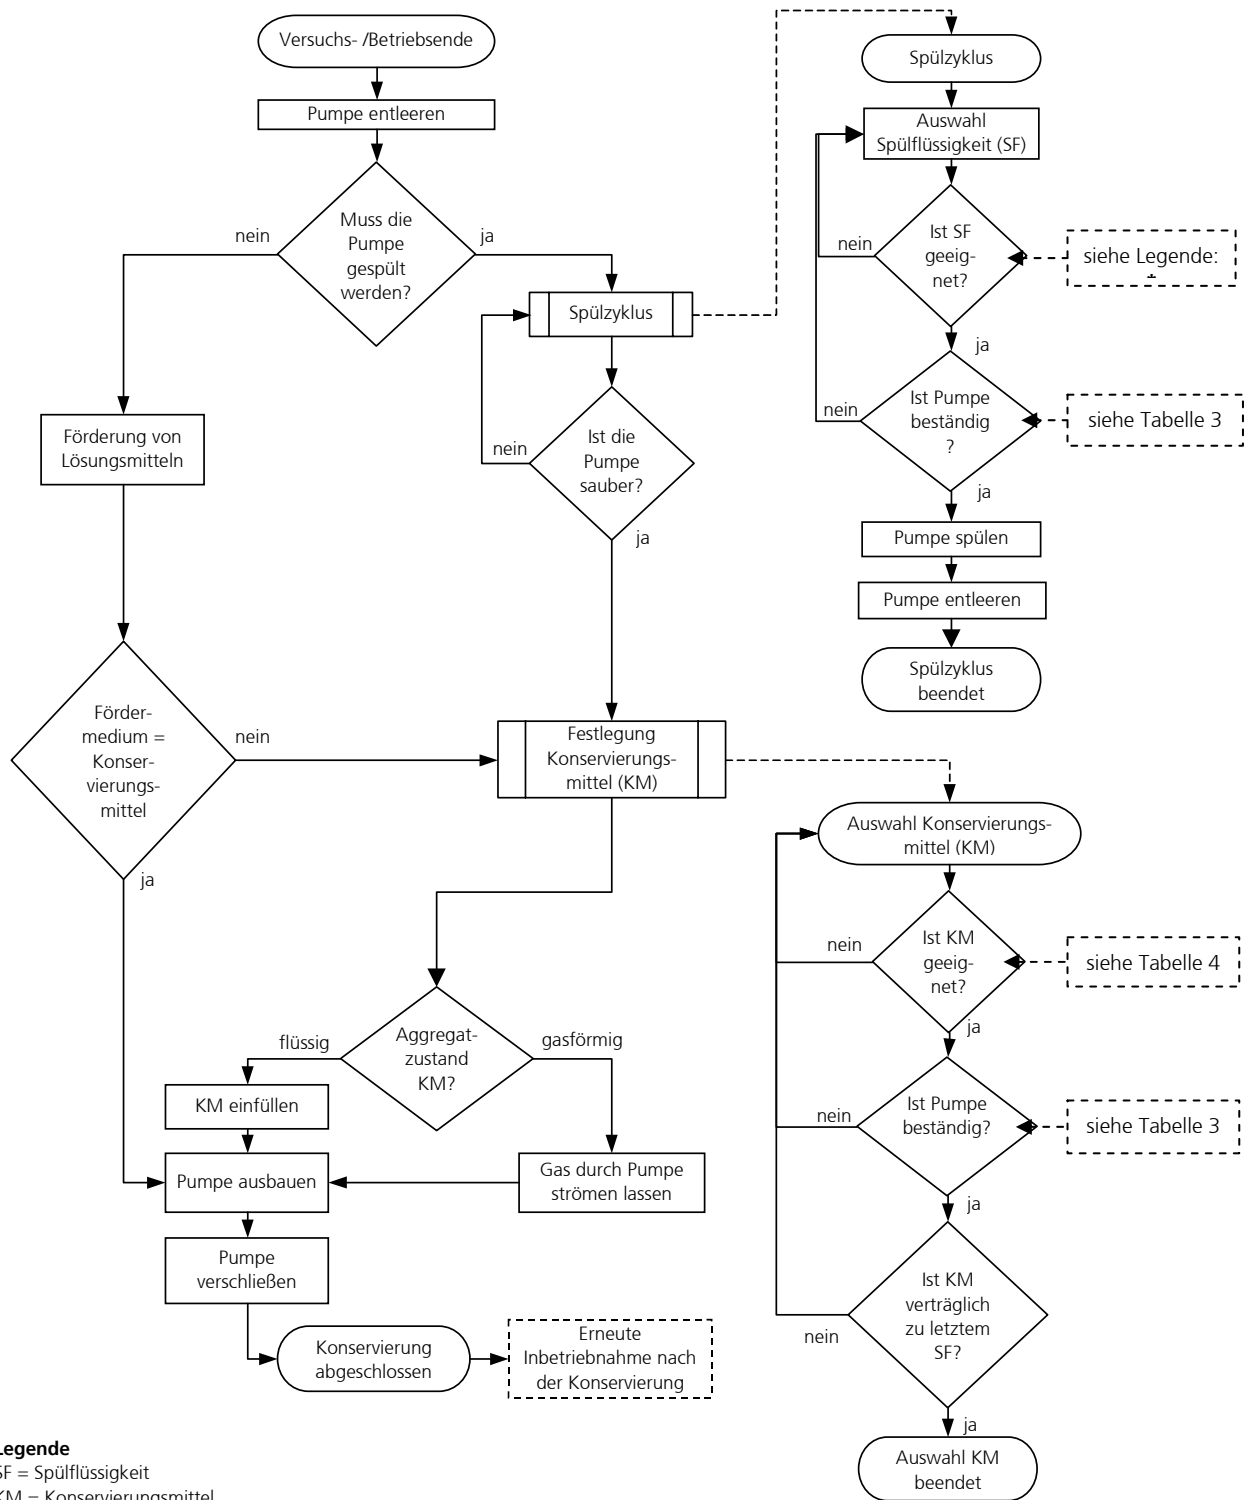 Versuchs- /Betriebsende
Pumpe entleeren
Muss die
Pumpe
gespült
werden?
nein
ja
Förderung von
Lösungsmitteln
Spülzyklus
Ist die
Pumpe
sauber?
nein
ja
Förder-
medium =
Konser-
vierungs-
mittel
nein
ja
Festlegung
Konservierungs-
mittel (KM)
Aggregat-
zustand
KM?
flüssig
gasförmig
KM einfüllen
Gas durch Pumpe
strömen lassen
Pumpe ausbauen
Pumpe
verschließen
Konservierung
abgeschlossen
Erneute
Inbetriebnahme nach
der Konservierung
Spülzyklus
Auswahl
Spülflüssigkeit (SF)
Ist SF
geeig-
net?
nein
ja
siehe Legende:
Ist Pumpe
beständig
?
nein
ja
siehe Tabelle 3
Pumpe spülen
Pumpe entleeren
Spülzyklus
beendet
Auswahl Konservierungs-
mittel (KM)
Ist KM
geeig-
net?
nein
ja
siehe Tabelle 4
Ist Pumpe
beständig?
nein
ja
siehe Tabelle 3
Ist KM
verträglich
zu letztem
SF?
nein
ja
Auswahl KM
beendet
Legende
SF = Spülflüssigkeit
KM = Konservierungsmittel